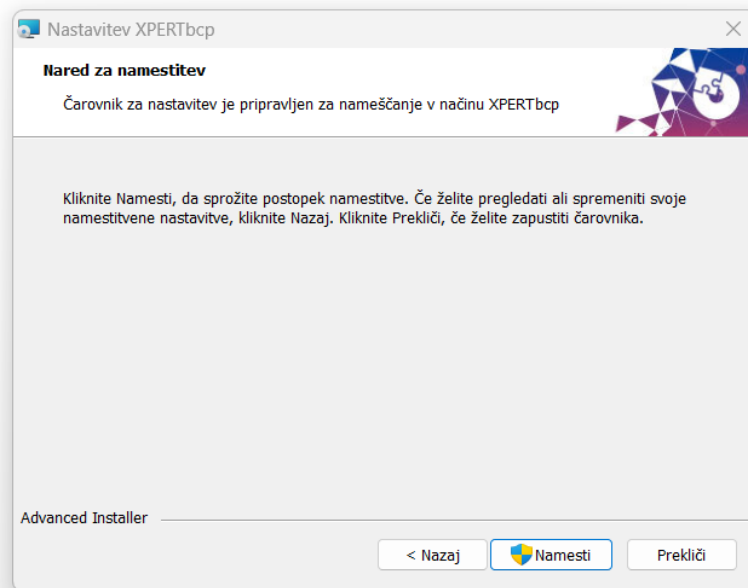 Nastavitev XPERTbcp
Nared za namestitev
Čarovnik za nastavitev je pripravljen za nameščanje v načinu XPERTbcp
Kliknite Namesti, da sprožite postopek namestitve. Če želite pregledati ali spremeniti svoje
namestitvene nastavitve, kliknite Nazaj. Kliknite Prekliči, če želite zapustiti čarovnika.
Advanced Installer
< Nazaj
Namesti
Prekliči